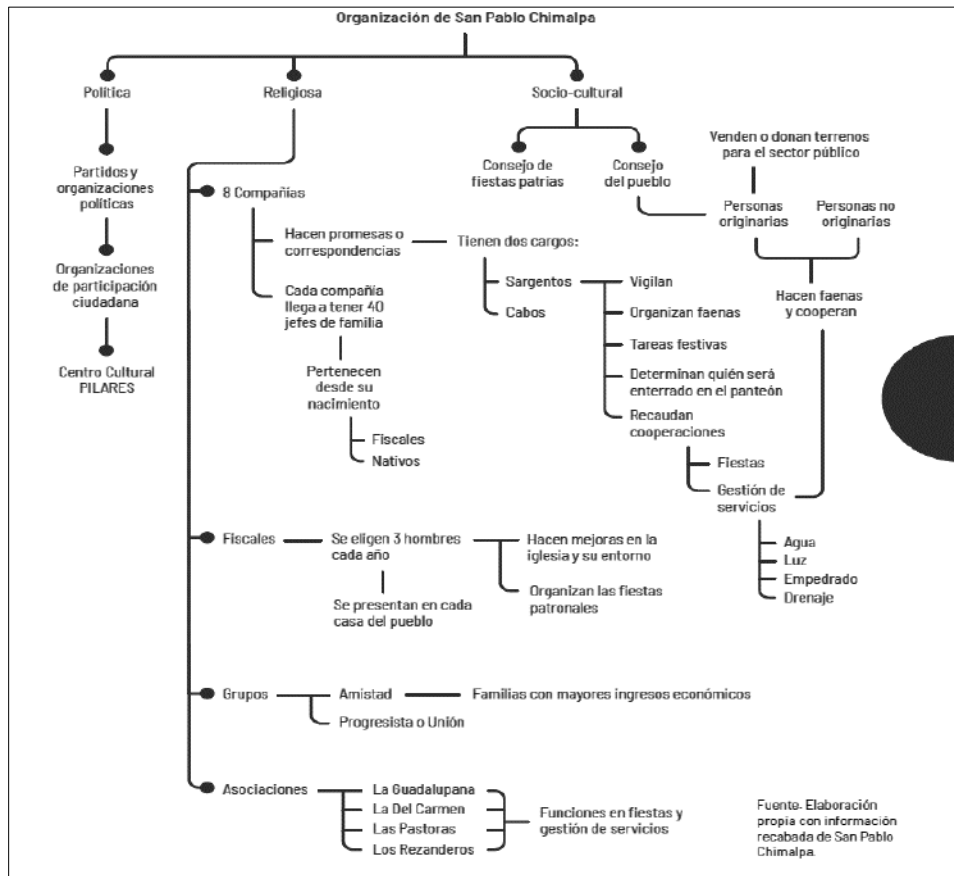 Organización de San Pablo Chimalpa
Política
Religiosa
Socio-cultural
Partidos y
organizaciones
políticas
Organizaciones
de participación
ciudadana
Centro Cultural
PILARES
Consejo de
fiestas patrias
Consejo
del pueblo
Venden o donan terrenos
para el sector público
Personas
originarias
Personas no
originarias
Hacen faenas
y cooperan
8 Compañías
Hacen promesas o
correspondencias
Tienen dos cargos:
Sargentos
Cabos
Vigilan
Organizan faenas
Tareas festivas
Determinan quién será
enterrado en el panteón
Recaudan
cooperaciones
Fiestas
Gestión de
servicios
Agua
Luz
Empedrado
Drenaje
Cada compañía
llega a tener 40
jefes de familia
Pertenecen
desde su
nacimiento
Fiscales
Nativos
Fiscales
Se eligen 3 hombres
cada año
Se presentan en cada
casa del pueblo
Hacen mejoras en la
iglesia y su entorno
Organizan las fiestas
patronales
Grupos
Amistad
Familias con mayores ingresos económicos
Progresista o Unión
Asociaciones
La Guadalupana
La Del Carmen
Las Pastoras
Los Rezanderos
Funciones en fiestas y
gestión de servicios
Fuente. Elaboración
propia con información
recabada de San Pablo
Chimalpa.